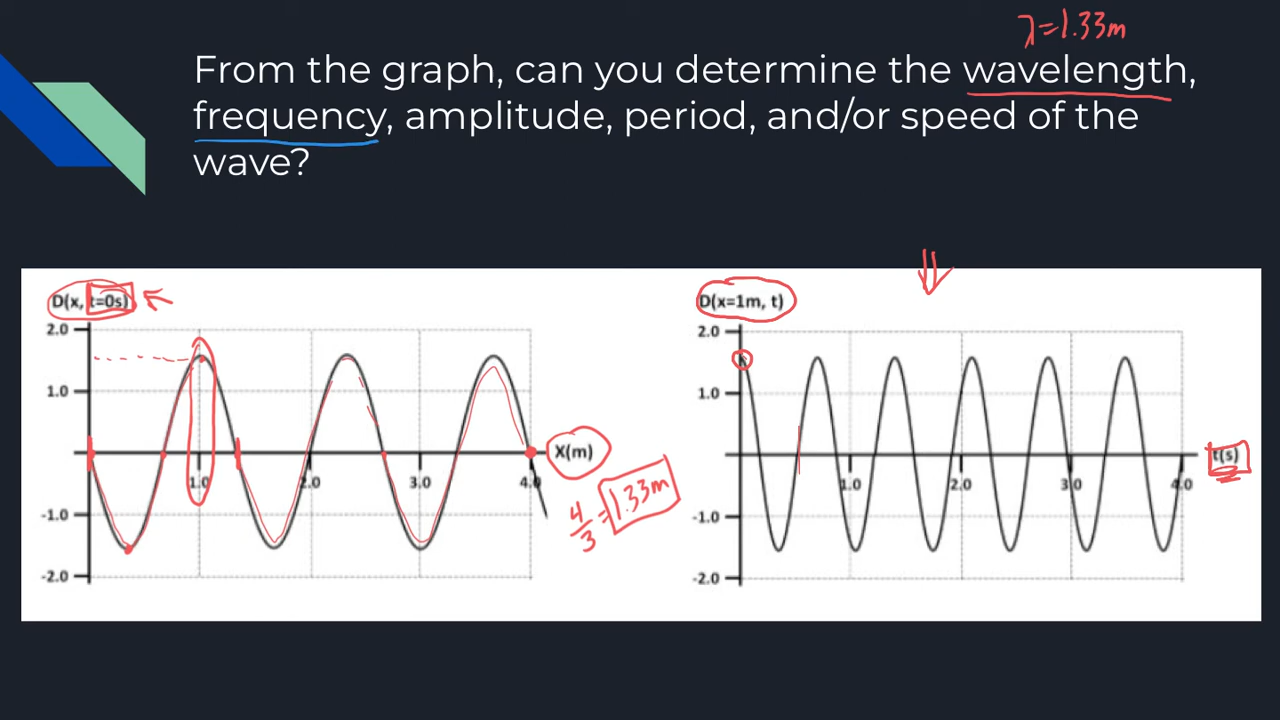 λ=1.33m
From the graph, can you determine the wavelength,
frequency, amplitude, period, and/or speed of the
wave?
D(x, t=0s)
2.0
1.0
-1.0
-2.0
1.0 2.0 3.0 4.0
X(m)
4/3 = 1.33m
D(x=1m, t)
2.0
1.0
-1.0
-2.0
1.0 2.0 3.0 4.0
t(s)